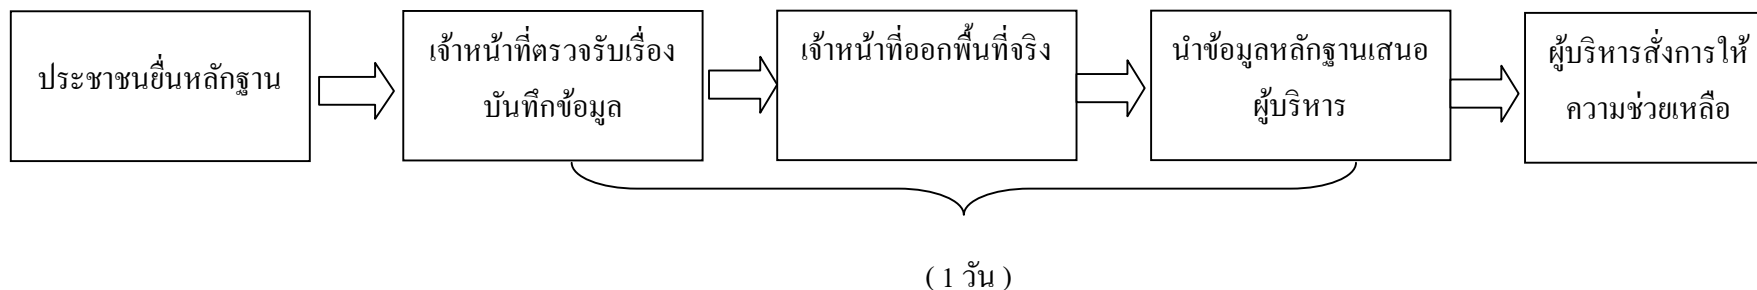 ประชาชนยื่นหลักฐาน
เจ้าหน้าที่ตรวจรับเรื่อง
บันทึกข้อมูล
เจ้าหน้าที่ออกพื้นที่จริง
นำข้อมูลหลักฐานเสนอ
ผู้บริหาร
ผู้บริหารสั่งการให้
ความช่วยเหลือ
( 1 วัน )